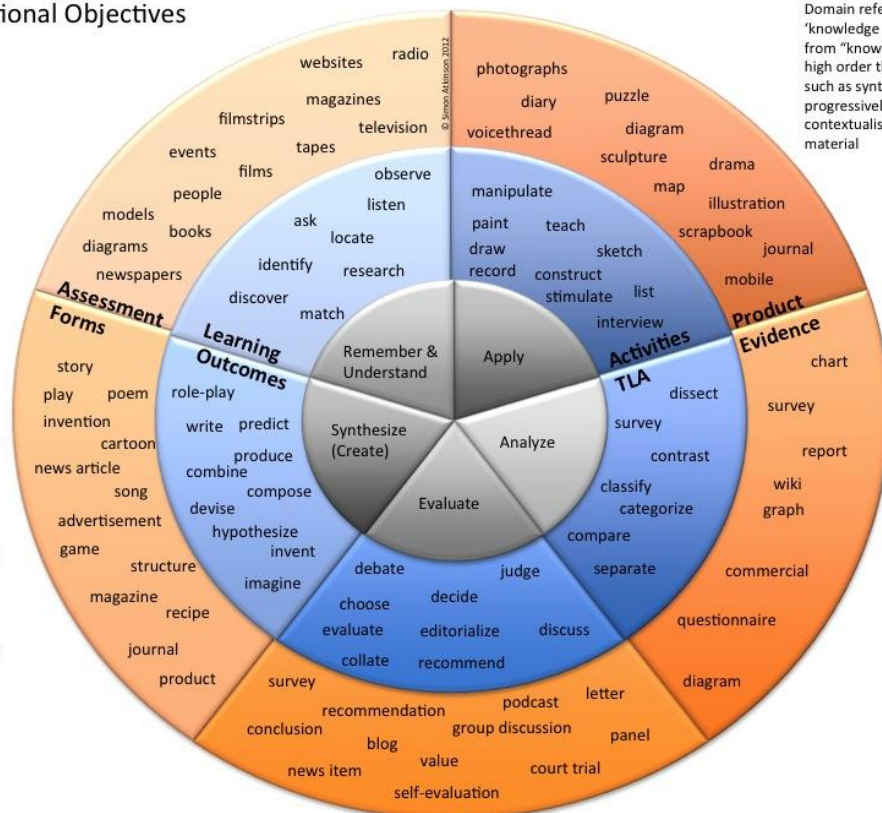 ional Objectives
Domain refe
'knowledge
from "know
high order th
such as synt
progressivel
contextualis
material
© Simon Atkinson 2012
websites
radio
magazines
filmstrips
television
tapes
events
films
people
models
books
diagrams
newspapers
photographs
diary
puzzle
voicethread
diagram
sculpture
drama
map
illustration
scrapbook
journal
mobile
observe
listen
ask
locate
identify
research
discover
match
manipulate
paint
teach
draw
sketch
record
construct
stimulate
list
interview
Assessment
Forms
Learning
Outcomes
Activities
TLA
Product
Evidence
Remember &
Understand
Apply
Synthesize
(Create)
Analyze
Evaluate
story
play
poem
invention
cartoon
news article
song
advertisement
game
structure
magazine
recipe
journal
product
role-play
write
predict
produce
combine
compose
devise
hypothesize
invent
imagine
dissect
survey
contrast
classify
categorize
compare
separate
chart
survey
report
wiki
graph
commercial
questionnaire
diagram
debate
judge
choose
decide
evaluate
editorialize
discuss
collate
recommend
survey
letter
podcast
recommendation
conclusion
group discussion
panel
blog
value
news item
court trial
self-evaluation